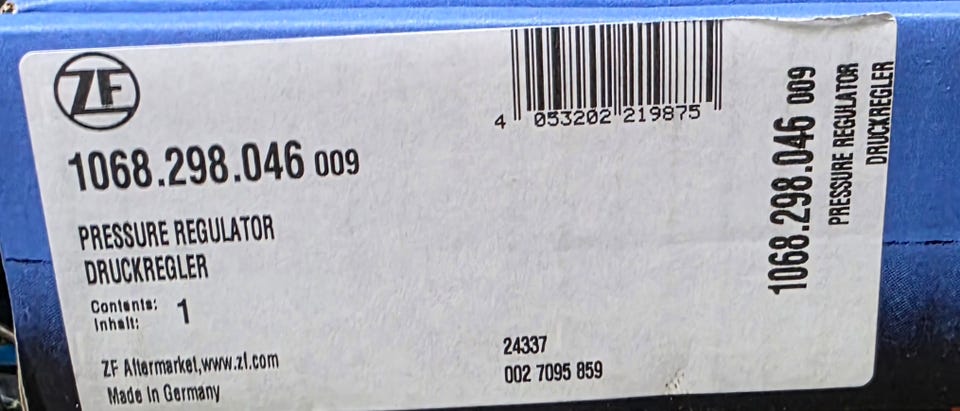 ZF
4 053202 219875
1068.298.046 009
PRESSURE REGULATOR
DRUCKREGLER
Contents:
Inhalt: 1
ZF Aftermarket,www.zf.com
Made in Germany
24337
002 7095 859
1068.298.046 009
PRESSURE REGULATOR
DRUCKREGLER